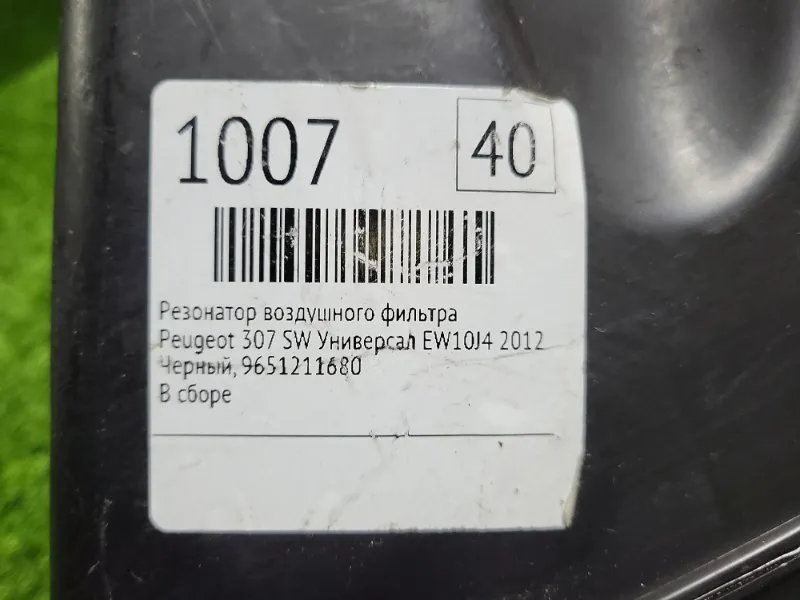 1007 40
Резонатор воздушного фильтра
Peugeot 307 SW Универсал EW10J4 2012
Черный, 9651211680
В сборе